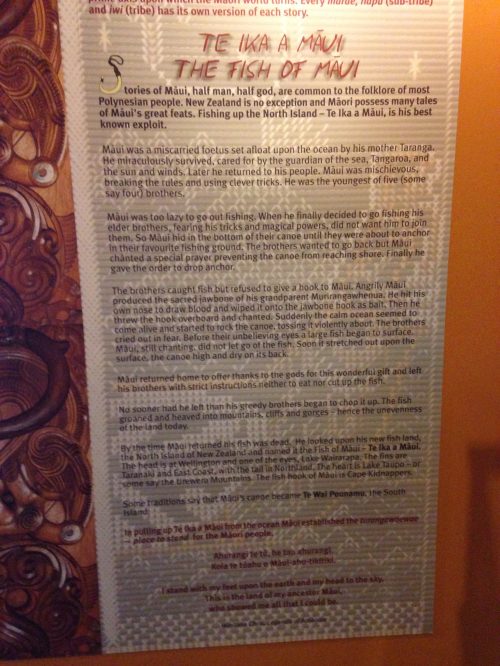 prime axis upon which the Māori world turns. Every marae, hapū (sub-tribe)
and iwi (tribe) has its own version of each story.
TE IKA A MĀUI
THE FISH OF MAUI
Stories of Māui, half man, half god, are common to the folklore of most
Polynesian people. New Zealand is no exception and Māori possess many tales
of Māui's great feats. Fishing up the North Island – Te Ika a Māui, is his best
known exploit.
Māui was a miscarried foetus set afloat upon the ocean by his mother Taranga.
He miraculously survived, cared for by the guardian of the sea, Tangaroa, and
the sun and winds. Later he returned to his people. Māui was mischievous,
breaking the rules and using clever tricks. He was the youngest of five (some
say four) brothers.
Māui was too lazy to go out fishing. When he finally decided to go fishing his
elder brothers, fearing his tricks and magical powers, did not want him to join
them. So Māui hid in the bottom of their canoe until they were about to anchor
in their favourite fishing ground. The brothers wanted to go back but Māui
chanted a special prayer preventing the canoe from reaching shore. Finally he
gave the order to drop anchor.
The brothers caught fish but refused to give a hook to Māui. Angrily Māui
produced the sacred jawbone of his grandparent Murirangawhenua. He hit his
own nose to draw blood and wiped it onto the jawbone hook as bait. Then he
threw the hook overboard and chanted. Suddenly the calm ocean seemed to
come alive and started to rock the canoe, tossing it violently about. The brothers
cried out in fear. Before their unbelieving eyes a large fish began to surface.
Māui, still chanting, did not let go of the fish. Soon it stretched out upon the
surface, the canoe high and dry on its back.
Māui returned home to offer thanks to the gods for this wonderful gift and left
his brothers with strict instructions neither to eat nor cut up the fish.
No sooner had he left than his greedy brothers began to chop it up. The fish
groaned and heaved into mountains, cliffs and gorges – hence the unevenness
of the land today.
By the time Māui returned his fish was dead. He looked upon his new fish land,
the North Island of New Zealand and named it the Fish of Māui – Te Ika a Māui.
The head is at Wellington and one of the eyes, Lake Wairarapa. The fins are
Taranaki and East Coast, with the tail in Northland. The heart is Lake Taupo – or
some say the Urewera Mountains. The fish hook of Māui is Cape Kidnappers.
Some traditions say that Māui's canoe became Te Wai Pounamu, the South
Island.
In pulling up Te Ika a Māui from the ocean Māui established the turangawaewae
– place to stand for the Māori people.
I stand with my feet upon the earth and my head to the sky.
This is the land of my ancestor Māui,
who showed me all that I could be.